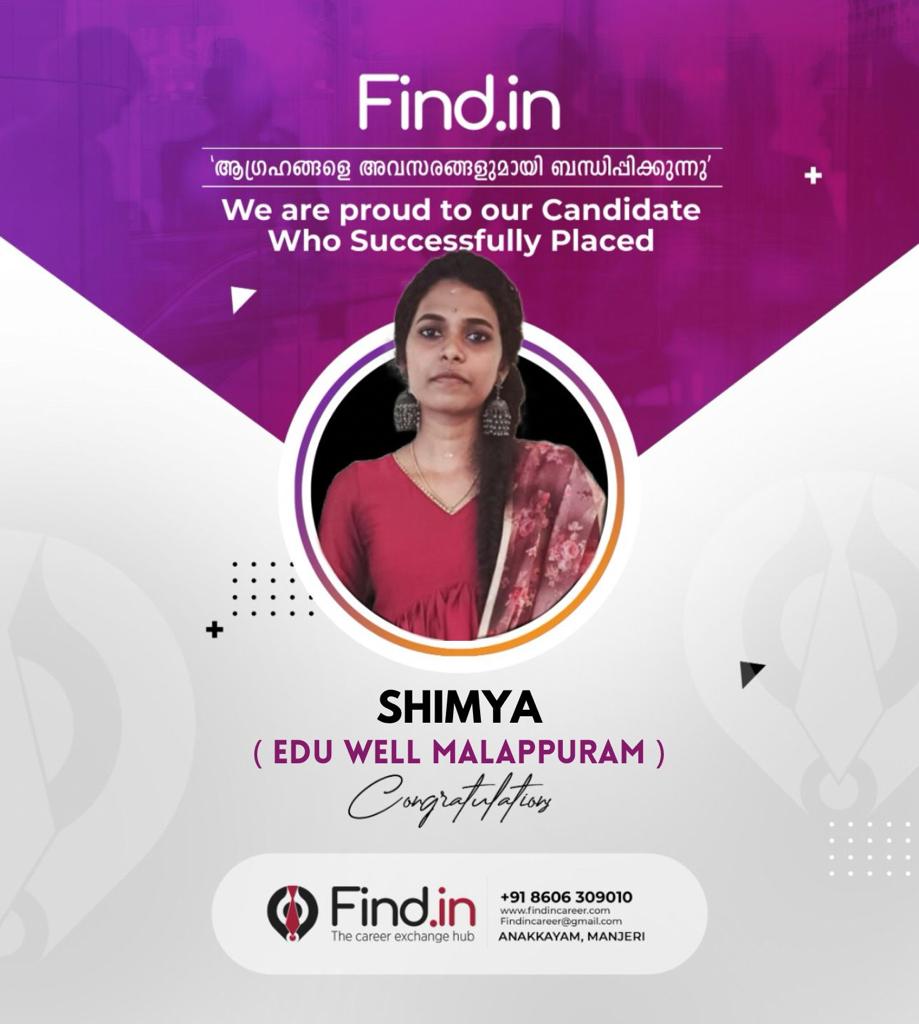 Find.in
'ആഗ്രഹങ്ങളെ അവസരങ്ങളുമായി ബന്ധിപ്പിക്കുന്നു'
We are proud to our Candidate
Who Successfully Placed
SHIMYA
( EDU WELL MALAPPURAM )
Congratulations
Find.in
The career exchange hub
+91 8606 309010
www.findincareer.com
Findincareer@gmail.com
ANAKKAYAM, MANJERI